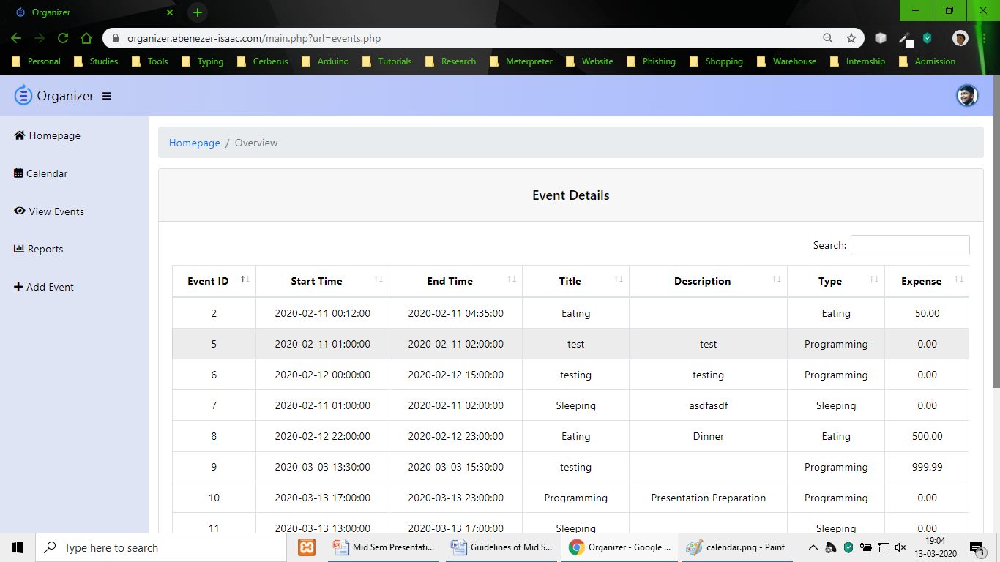 Organizer
organizer.ebenezer-isaac.com/main.php?url=events.php
Personal Studies Tools Typing Cerberus Arduino Tutorials Research Meterpreter Website Phishing Shopping Warehouse Internship Admission
Organizer
Homepage
Calendar
View Events
Reports
Add Event
Homepage / Overview
Event Details
Search:
Event ID Start Time End Time Title Description Type Expense
2 2020-02-11 00:12:00 2020-02-11 04:35:00 Eating Eating 50.00
5 2020-02-11 01:00:00 2020-02-11 02:00:00 test test Programming 0.00
6 2020-02-12 00:00:00 2020-02-12 15:00:00 testing testing Programming 0.00
7 2020-02-11 01:00:00 2020-02-11 02:00:00 Sleeping asdfasdf Sleeping 0.00
8 2020-02-12 22:00:00 2020-02-12 23:00:00 Eating Dinner Eating 500.00
9 2020-03-03 13:30:00 2020-03-03 15:30:00 testing Programming 999.99
10 2020-03-13 17:00:00 2020-03-13 23:00:00 Programming Presentation Preparation Programming 0.00
11 2020-03-13 13:00:00 2020-03-13 17:00:00 Sleeping Sleeping 0.00
Type here to search
Mid Sem Presentati...
Guidelines of Mid S...
Organizer - Google ...
calendar.png - Paint
19:04
13-03-2020
3